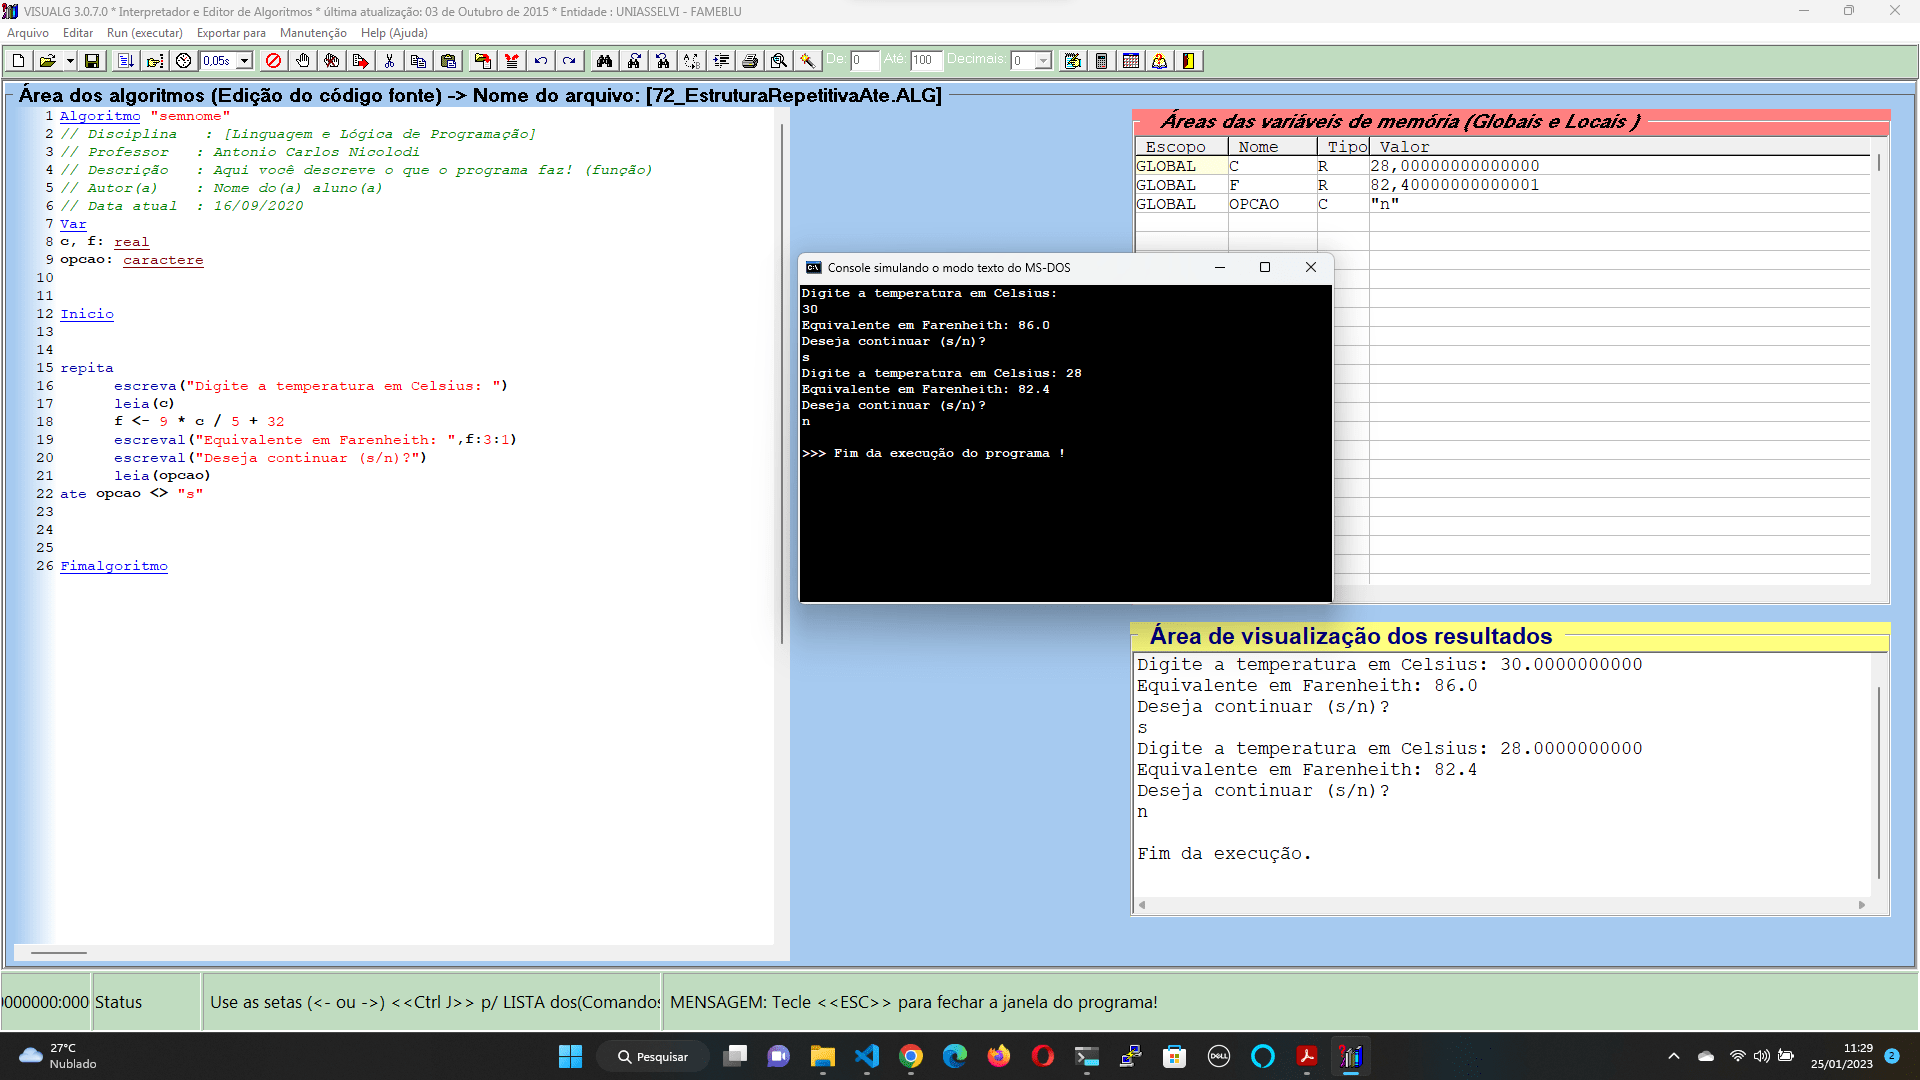 VISUALG 3.0.7.0 * Interpretador e Editor de Algoritmos * última atualização: 03 de Outubro de 2015 * Entidade : UNIASSELVI - FAMEBLU
Arquivo Editar Run (executar) Exportar para Manutenção Help (Ajuda)
0,05s De: 0 Até: 100 Decimais: 0
Área dos algoritmos (Edição do código fonte) -> Nome do arquivo: [72_EstruturaRepetitivaAte.ALG]
1 Algoritmo "semnome"
2 // Disciplina : [Linguagem e Lógica de Programação]
3 // Professor : Antonio Carlos Nicolodi
4 // Descrição : Aqui você descreve o que o programa faz! (função)
5 // Autor(a) : Nome do(a) aluno(a)
6 // Data atual : 16/09/2020
7 Var
8 c, f: real
9 opcao: caractere
10
11
12 Inicio
13
14
15 repita
16 escreva("Digite a temperatura em Celsius: ")
17 leia(c)
18 f <- 9 * c / 5 + 32
19 escreval("Equivalente em Farenheith: ",f:3:1)
20 escreval("Deseja continuar (s/n)?")
21 leia(opcao)
22 ate opcao <> "s"
23
24
25
26 Fimalgoritmo
Áreas das variáveis de memória (Globais e Locais )
Escopo Nome Tipo Valor
GLOBAL C R 28,00000000000000
GLOBAL F R 82,40000000000001
GLOBAL OPCAO C "n"
Console simulando o modo texto do MS-DOS
Digite a temperatura em Celsius:
30
Equivalente em Farenheith: 86.0
Deseja continuar (s/n)?
s
Digite a temperatura em Celsius: 28
Equivalente em Farenheith: 82.4
Deseja continuar (s/n)?
n
>>> Fim da execução do programa !
Área de visualização dos resultados
Digite a temperatura em Celsius: 30.0000000000
Equivalente em Farenheith: 86.0
Deseja continuar (s/n)?
s
Digite a temperatura em Celsius: 28.0000000000
Equivalente em Farenheith: 82.4
Deseja continuar (s/n)?
n
Fim da execução.
0000000:000 Status Use as setas (<- ou ->) <<Ctrl J>> p/ LISTA dos(Comandos MENSAGEM: Tecle <<ESC>> para fechar a janela do programa!
27°C
Nublado
Pesquisar
DELL
11:29
25/01/2023
2